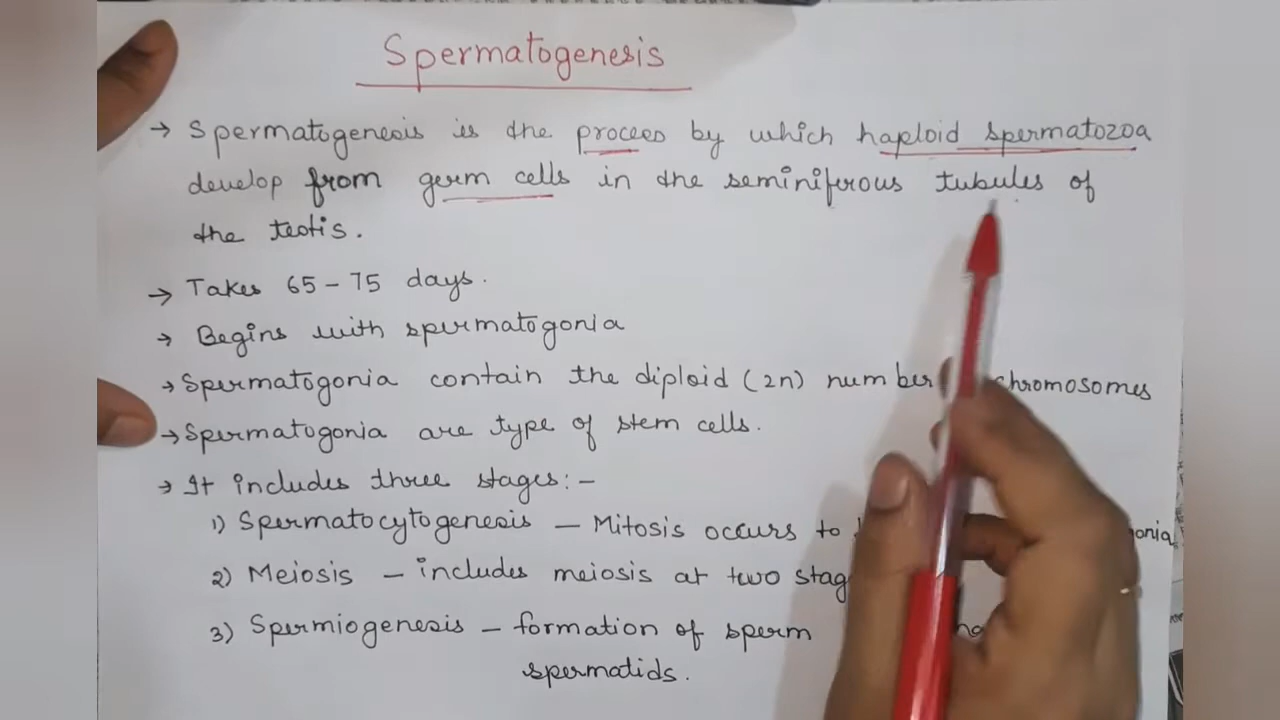 Spermatogenesis
→ Spermatogenesis is the process by which haploid spermatozoa
develop from germ cells in the seminiferous tubules of
the testis.
→ Takes 65-75 days.
→ Begins with spermatogonia
→ Spermatogonia contain the diploid (2n) number chromosomes
→ Spermatogonia are type of stem cells.
→ It includes three stages:-
1) Spermatocytogenesis - Mitosis occurs to
2) Meiosis - includes meiosis at two
3) Spermiogenesis - formation of sperm
spermatids.